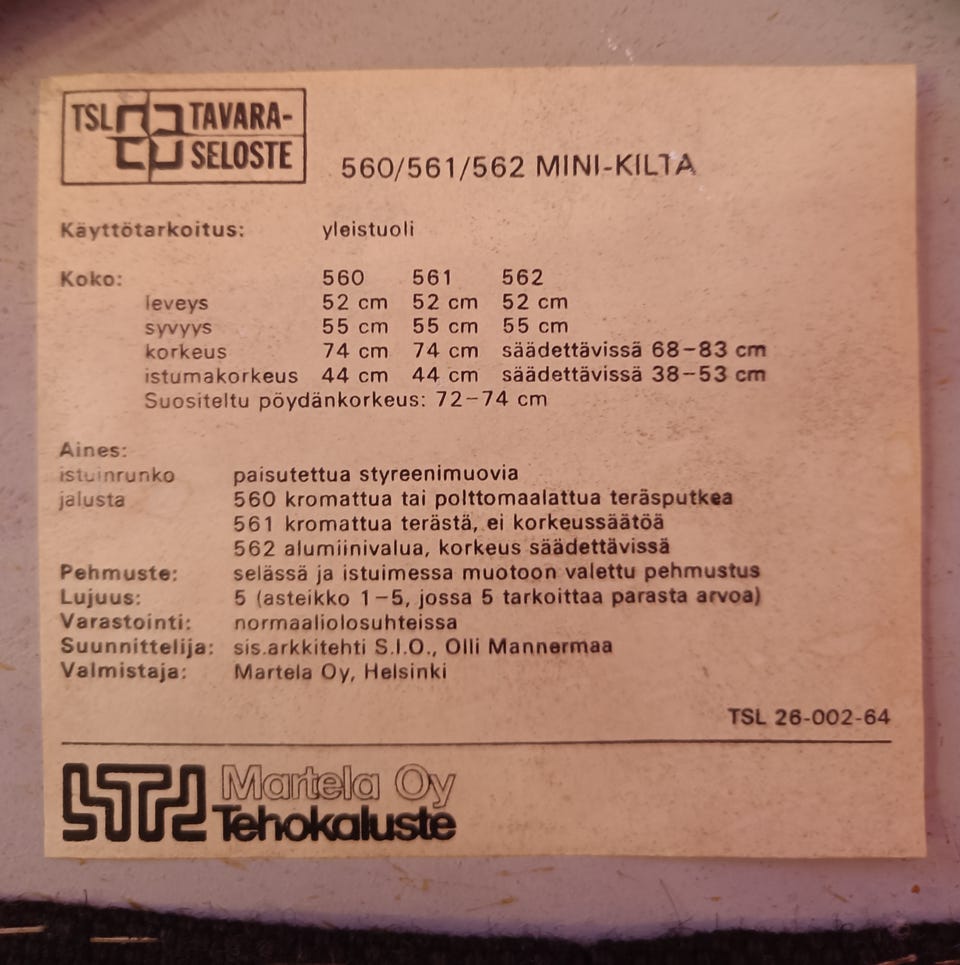 TSL TAVARA-
SELOSTE
560/561/562 MINI-KILTA
Käyttötarkoitus: yleistuoli
Koko: 560 561 562
leveys 52 cm 52 cm 52 cm
syvyys 55 cm 55 cm 55 cm
korkeus 74 cm 74 cm säädettävissä 68–83 cm
istumakorkeus 44 cm 44 cm säädettävissä 38–53 cm
Suositeltu pöydänkorkeus: 72–74 cm
Aines:
istuinrunko paisutettua styreenimuovia
jalusta 560 kromattua tai polttomaalattua teräsputkea
561 kromattua terästä, ei korkeussäätöä
562 alumiinivalua, korkeus säädettävissä
Pehmuste: selässä ja istuimessa muotoon valettu pehmustus
Lujuus: 5 (asteikko 1–5, jossa 5 tarkoittaa parasta arvoa)
Varastointi: normaaliolosuhteissa
Suunnittelija: sis.arkkitehti S.I.O., Olli Mannermaa
Valmistaja: Martela Oy, Helsinki
TSL 26-002-64
Martela Oy
Tehokaluste